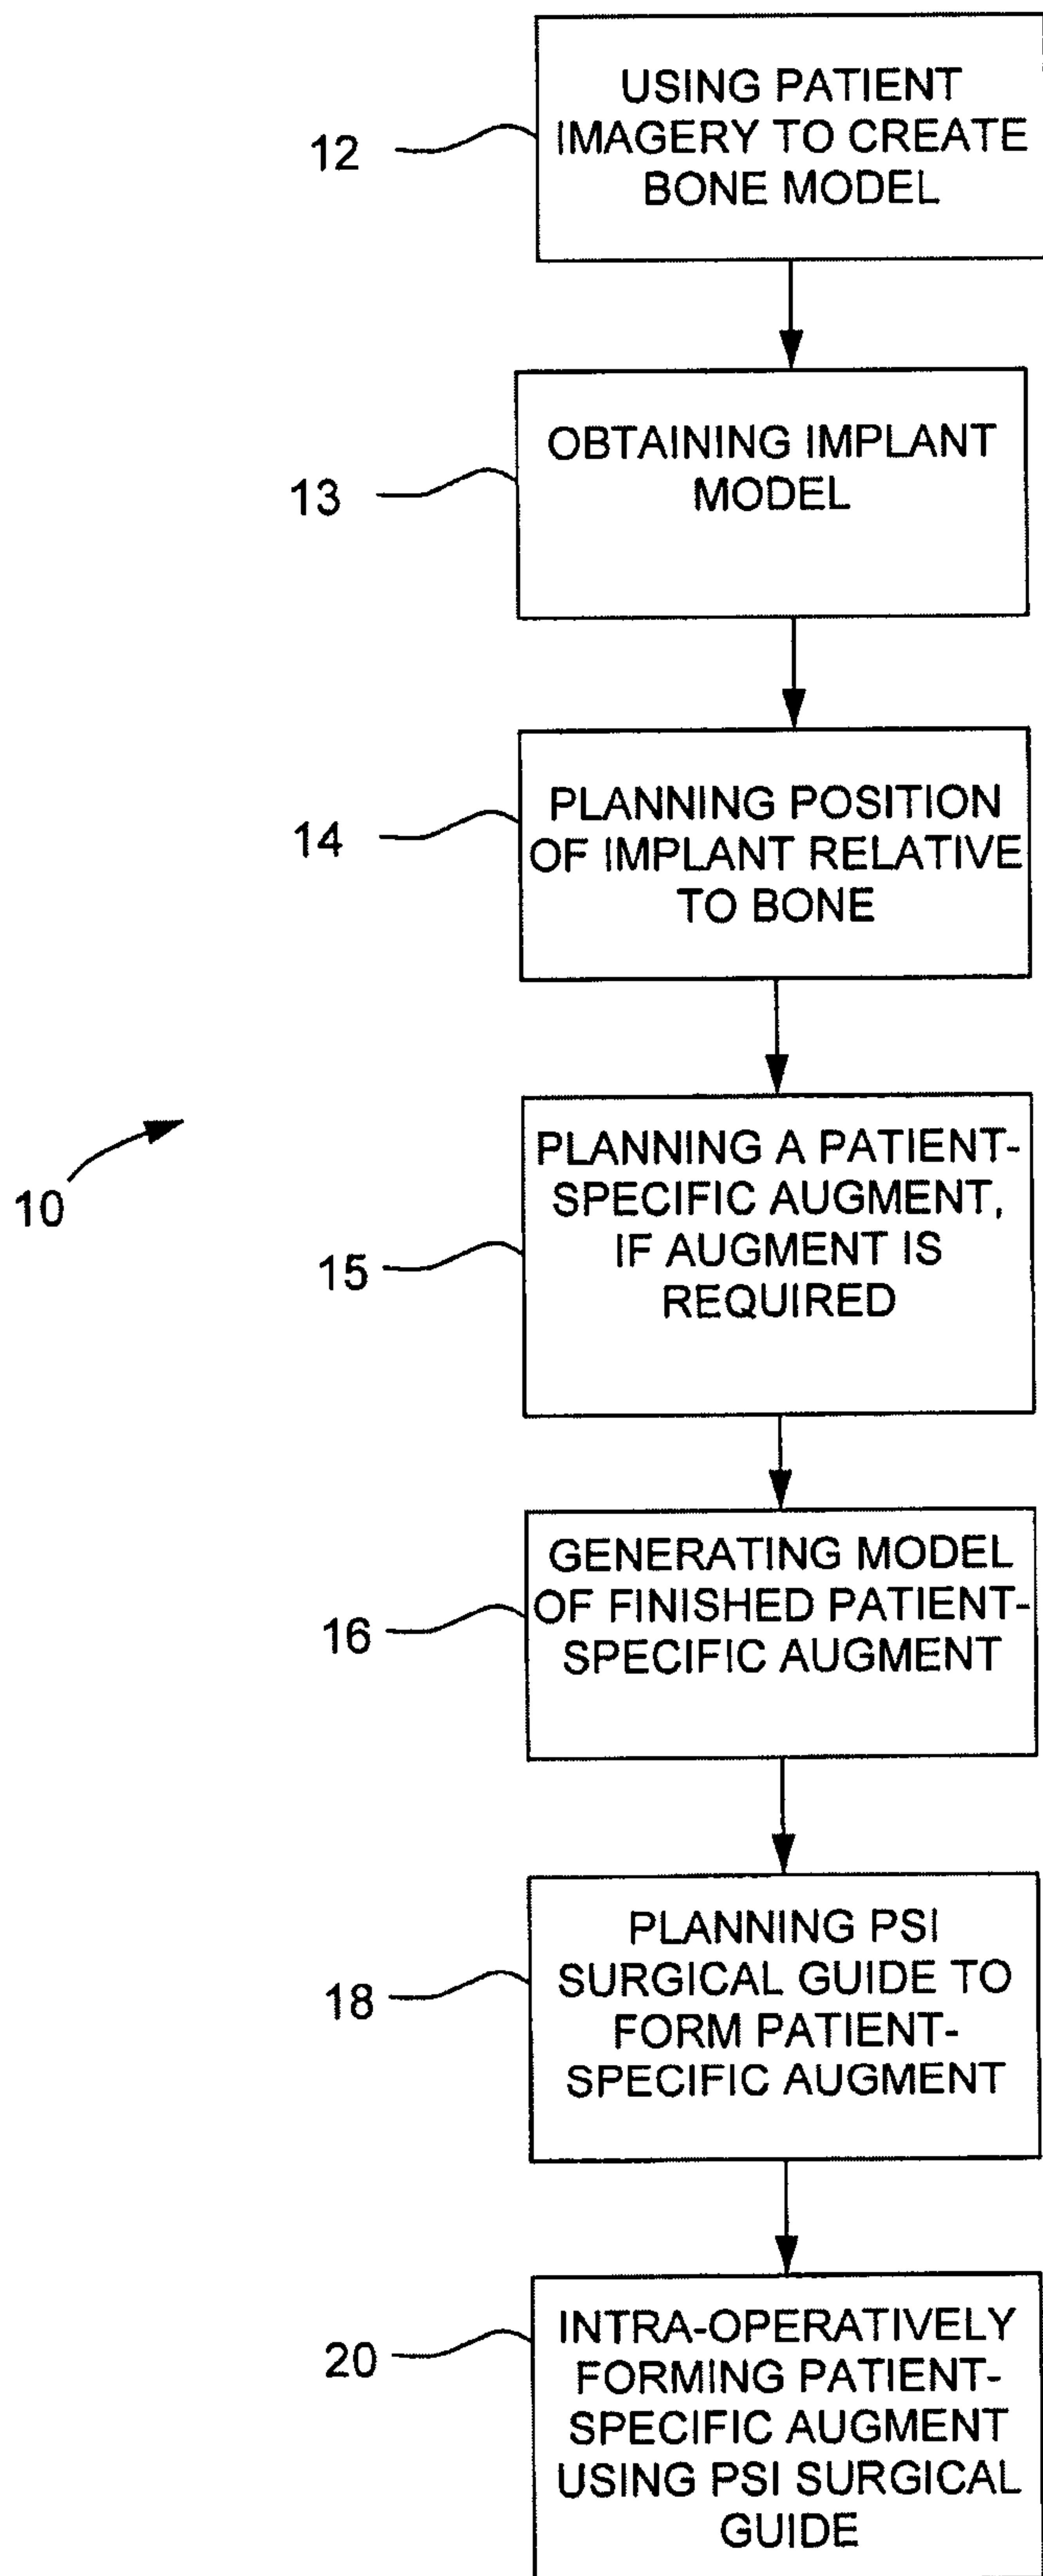 USING PATIENT
IMAGERY TO CREATE
BONE MODEL
12
OBTAINING IMPLANT
MODEL
13
PLANNING POSITION
OF IMPLANT RELATIVE
TO BONE
14
10
PLANNING A PATIENT-
SPECIFIC AUGMENT,
IF AUGMENT IS
REQUIRED
15
GENERATING MODEL
OF FINISHED PATIENT-
SPECIFIC AUGMENT
16
PLANNING PSI
SURGICAL GUIDE TO
FORM PATIENT-
SPECIFIC AUGMENT
18
INTRA-OPERATIVELY
FORMING PATIENT-
SPECIFIC AUGMENT
USING PSI SURGICAL
GUIDE
20